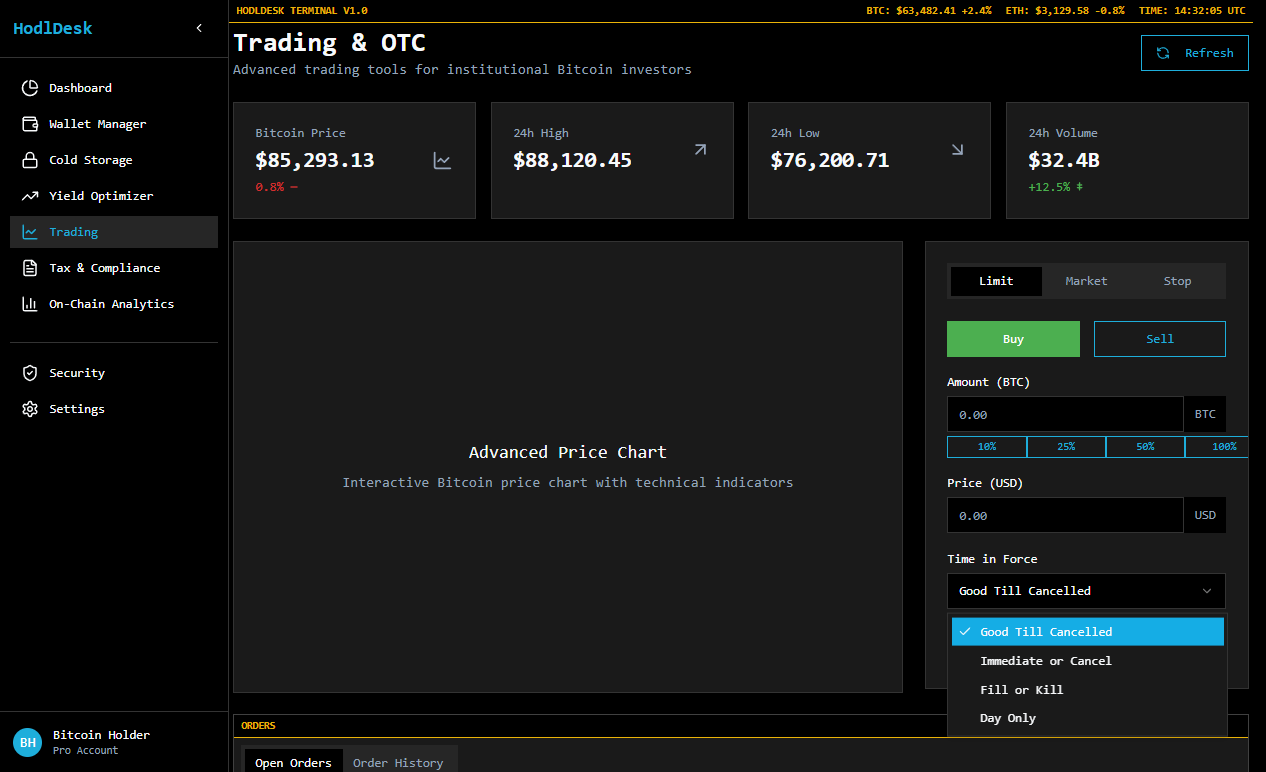 HodlDesk
Dashboard
Wallet Manager
Cold Storage
Yield Optimizer
Trading
Tax & Compliance
On-Chain Analytics
Security
Settings
BH
Bitcoin Holder
Pro Account
HODLDESK TERMINAL V1.0
BTC: $63,482.41 +2.4% ETH: $3,129.58 -0.8% TIME: 14:32:05 UTC
Trading & OTC
Advanced trading tools for institutional Bitcoin investors
Refresh
Bitcoin Price
$85,293.13
0.8% −
24h High
$88,120.45
24h Low
$76,200.71
24h Volume
$32.4B
+12.5% ‡
Advanced Price Chart
Interactive Bitcoin price chart with technical indicators
Limit Market Stop
Buy Sell
Amount (BTC)
0.00 BTC
10% 25% 50% 100%
Price (USD)
0.00 USD
Time in Force
Good Till Cancelled
Good Till Cancelled
Immediate or Cancel
Fill or Kill
Day Only
ORDERS
Open Orders Order History